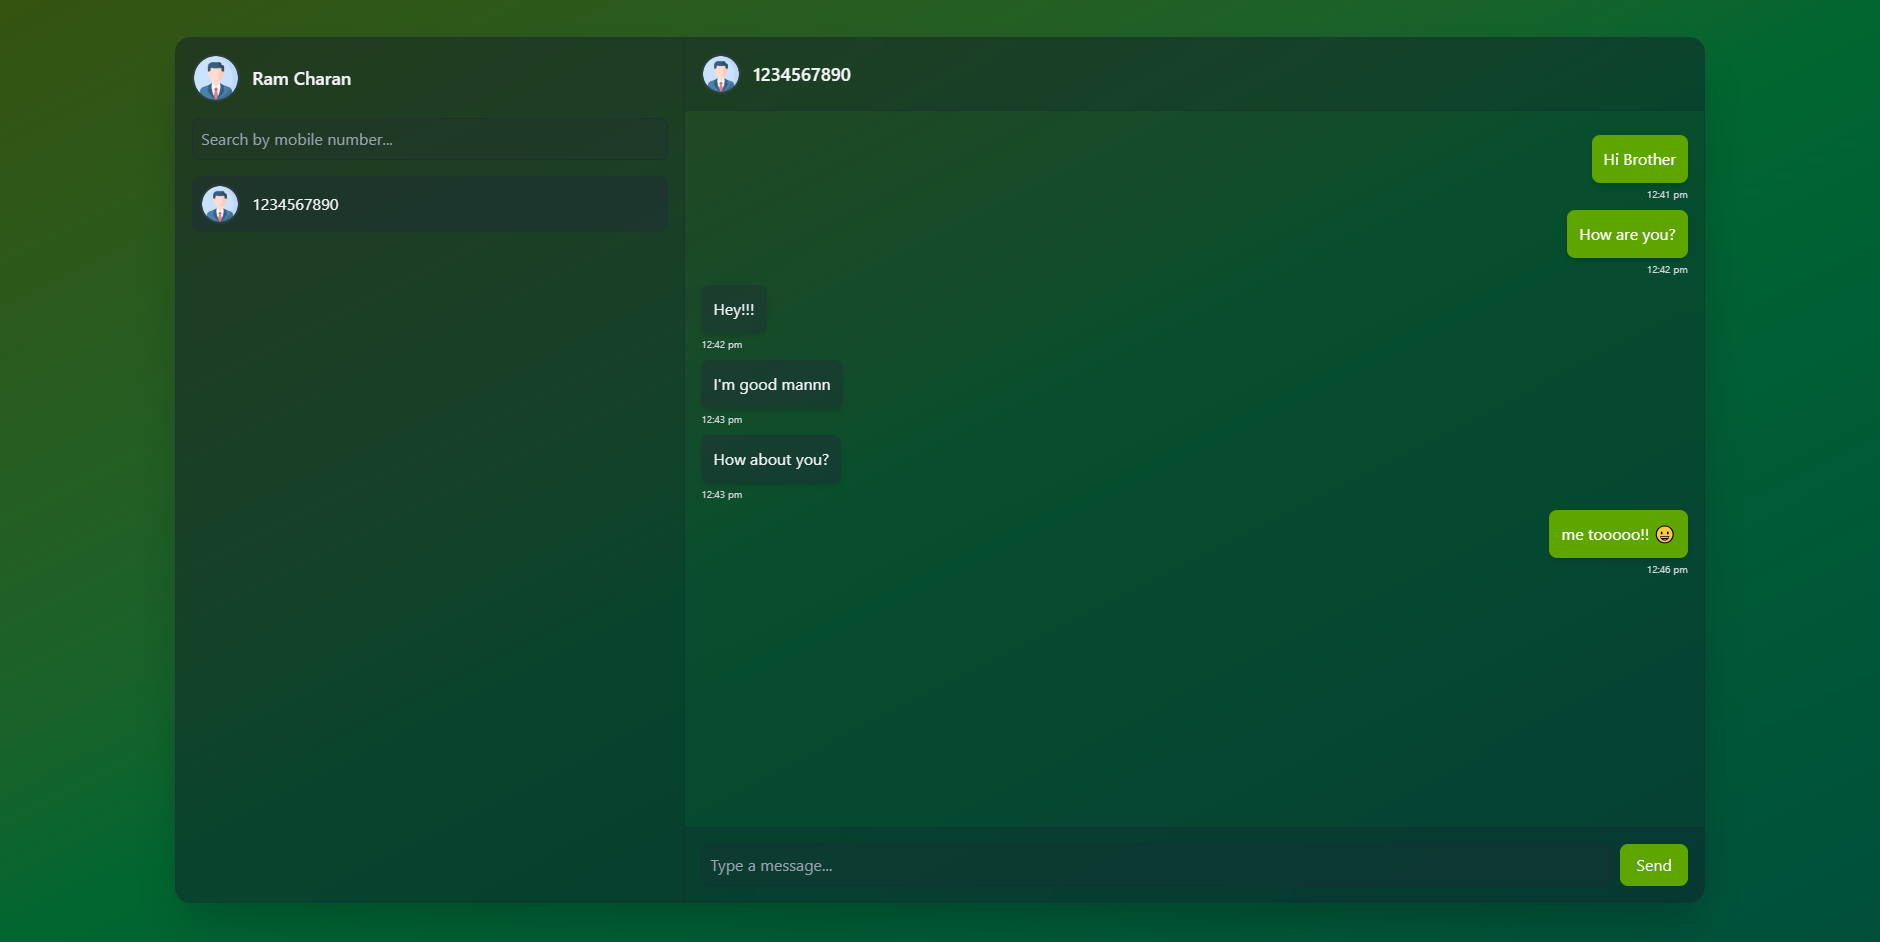 Ram Charan
Search by mobile number...
1234567890
1234567890
Hi Brother
12:41 pm
How are you?
12:42 pm
Hey!!!
12:42 pm
I'm good mannn
12:43 pm
How about you?
12:43 pm
me tooooo!! 😀
12:46 pm
Type a message...
Send